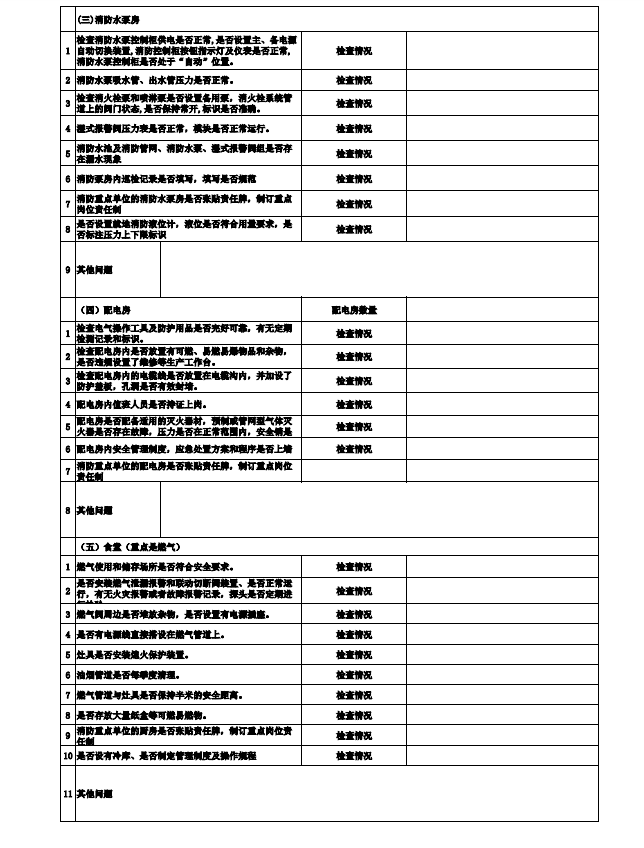 (三)消防水泵房
1 检查消防水泵控制柜供电是否正常,是否设置主、备电源
自动切换装置,消防控制柜按钮指示灯及仪表是否正常,
消防水泵控制柜是否处于“自动”位置。 检查情况
2 消防水泵吸水管、出水管压力是否正常。 检查情况
3 检查消火栓泵和喷淋泵是否设置备用泵,消火栓系统管
道上的阀门状态,是否保持常开,标识是否准确。 检查情况
4 湿式报警阀压力表是否正常，模块是否正常运行。 检查情况
5 消防水池及消防管网、消防水泵、湿式报警阀组是否存
在漏水现象 检查情况
6 消防泵房内巡检记录是否填写，填写是否规范 检查情况
7 消防重点单位的消防水泵房是否张贴责任牌，制订重点
岗位责任制 检查情况
8 是否设置就地消防液位计，液位是否符合用量要求，是
否标注压力上下限标识 检查情况
9 其他问题
（四）配电房 配电房数量
1 检查电气操作工具及防护用品是否完好可靠，有无定期
检测记录和标识。 检查情况
2 检查配电房内是否放置有可燃、易燃易爆物品和杂物，
是否违规设置了维修等生产工作台。 检查情况
3 检查配电房内的电缆线是否放置在电缆沟内，并加设了
防护盖板，孔洞是否有效封堵。 检查情况
4 配电房内值班人员是否持证上岗。 检查情况
5 配电房是否配备适用的灭火器材，预制或管网型气体灭
火器是否存在故障，压力是否在正常范围内，安全销是 检查情况
6 配电房内安全管理制度，应急处置方案和程序是否上墙 检查情况
7 消防重点单位的配电房是否张贴责任牌，制订重点岗位
责任制
8 其他问题
（五）食堂（重点是燃气）
1 燃气使用和储存场所是否符合安全要求。 检查情况
2 是否安装燃气泄漏报警和联动切断阀装置、是否正常运
行，有无火灾报警或者故障报警记录，探头是否定期进 检查情况
3 燃气阀周边是否堆放杂物，是否设置有电源插座。 检查情况
4 是否有电源线直接搭设在燃气管道上。 检查情况
5 灶具是否安装熄火保护装置。 检查情况
6 油烟管道是否每季度清理。 检查情况
7 燃气管道与灶具是否保持半米的安全距离。 检查情况
8 是否存放大量纸盒等可燃易燃物。 检查情况
9 消防重点单位的厨房是否张贴责任牌，制订重点岗位责
任制 检查情况
10 是否设有冷库、是否制定管理制度及操作规程 检查情况
11 其他问题